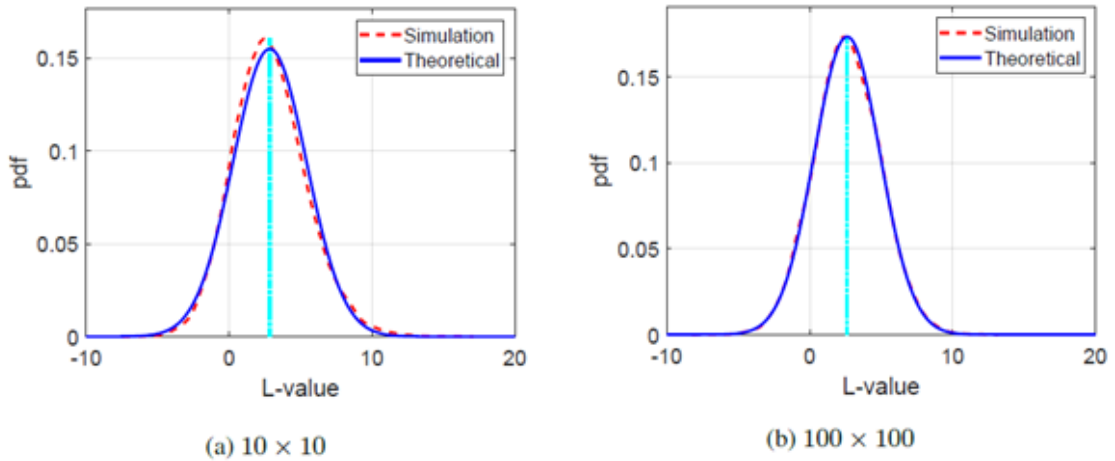 Simulation
Theoretical
0.15
0.1
0.05
0
pdf
-10
0
10
20
L-value
(a) 10 × 10
Simulation
Theoretical
0.15
0.1
0.05
0
pdf
-10
0
10
20
L-value
(b) 100 × 100